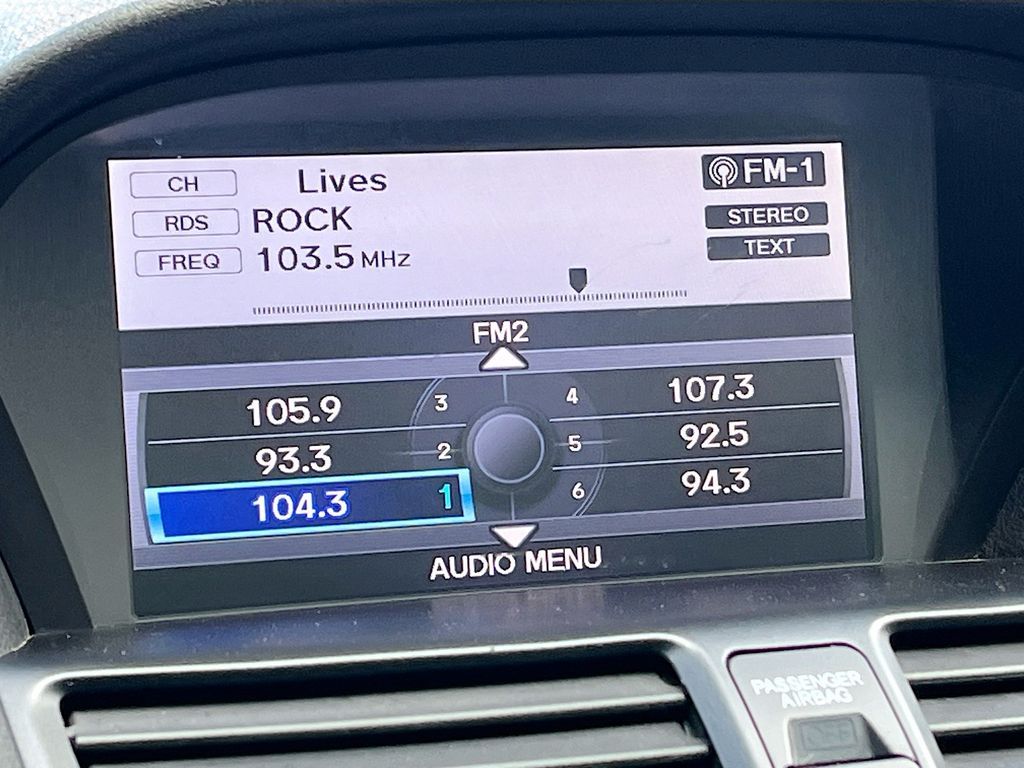 CH Lives FM-1
RDS ROCK STEREO
FREQ 103.5 MHz TEXT
FM2
105.9 3 4 107.3
93.3 2 5 92.5
104.3 1 6 94.3
AUDIO MENU
PASSENGER
AIRBAG
OFF